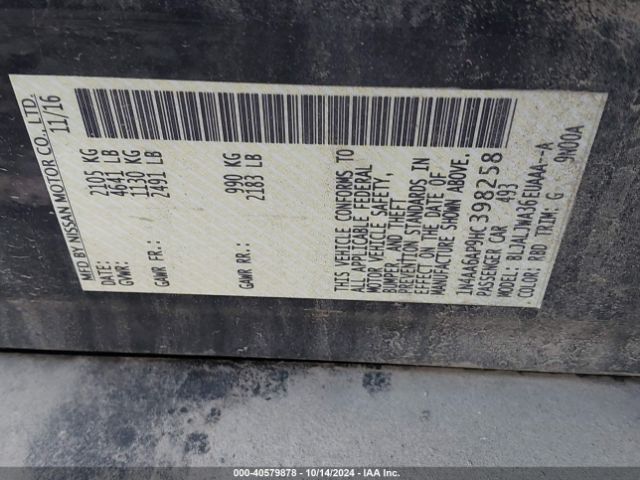 MFD BY NISSAN MOTOR CO., LTD.
11/16
DATE:
GVWR: 2105 KG
4641 LB
GAWR FR.: 1130 KG
2491 LB
GAWR RR.: 990 KG
2183 LB
THIS VEHICLE CONFORMS TO
ALL APPLICABLE FEDERAL
MOTOR VEHICLE SAFETY,
BUMPER, AND THEFT
PREVENTION STANDARDS IN
EFFECT ON THE DATE OF
MANUFACTURE SHOWN ABOVE.
1N4AA6AP9HC398258
PASSENGER CAR 493
MODEL: BLJALJWA36EUAAA--A
COLOR: RBD TRIM: G 9N00A
000-40579878 | 10/14/2024 | IAA Inc.